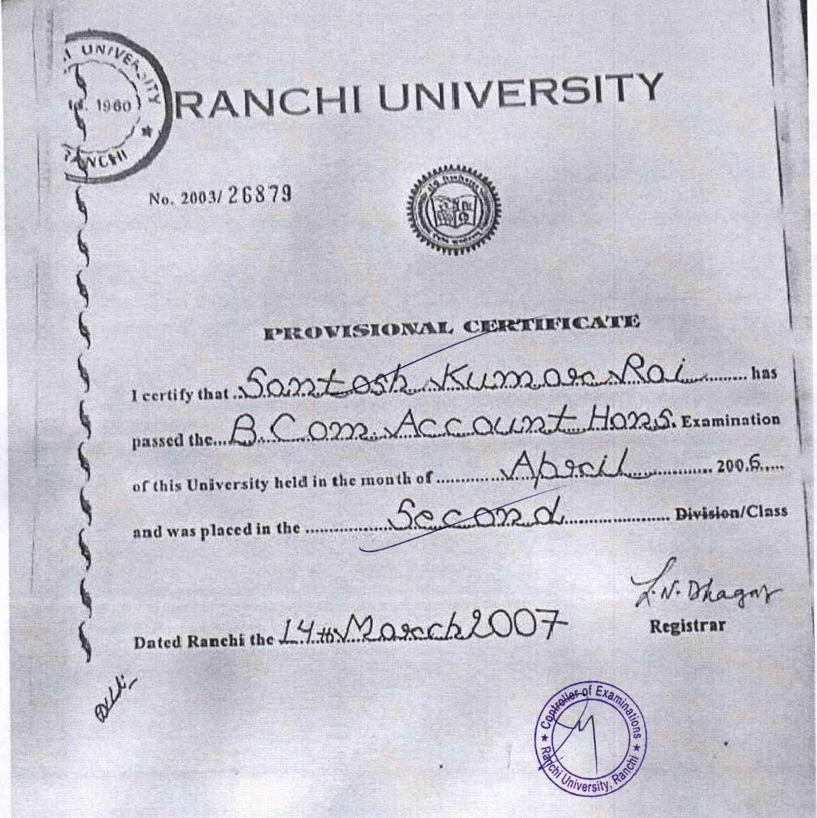 UNIVERSITY
1960
RANCHI
RANCHI UNIVERSITY
No. 2003/ 26879
PROVISIONAL CERTIFICATE
I certify that Santosh Kumar Rai has
passed the B.Com. Account Hons. Examination
of this University held in the month of April 2006
and was placed in the Second Division/Class
L.N. Bhagat
Registrar
Dated Ranchi the 14th March 2007
Controller of Examinations
Ranchi University, Ranchi